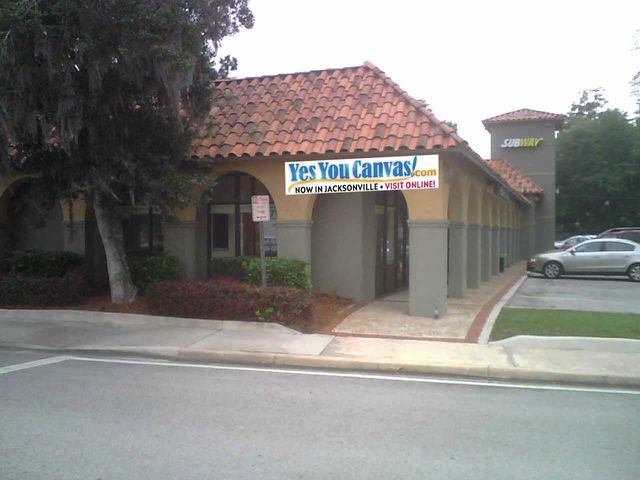 SUBWAY
Yes You Canvas!.com
NOW IN JACKSONVILLE • VISIT ONLINE!